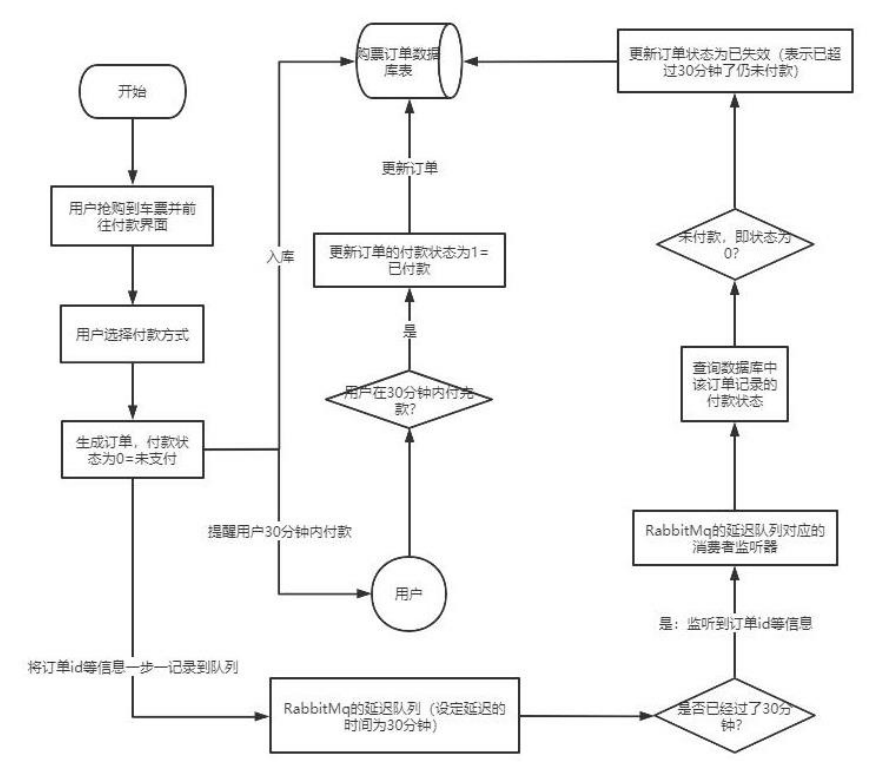 开始
用户抢购到车票并前
往付款界面
用户选择付款方式
生成订单，付款状
态为0=未支付
将订单id等信息一步一记录到队列
入库
提醒用户30分钟内付款
用户
用户在30分钟内付完
款?
是
更新订单的付款状态为1=
已付款
更新订单
购票订单数据
库表
RabbitMq的延迟队列（设定延迟的
时间为30分钟）
是否已经过了30分
钟?
是：监听到订单id等信息
RabbitMq的延迟队列对应的
消费者监听器
查询数据库中
该订单记录的
付款状态
未付款，即状态为
0?
更新订单状态为已失效（表示已超
过30分钟了仍未付款）